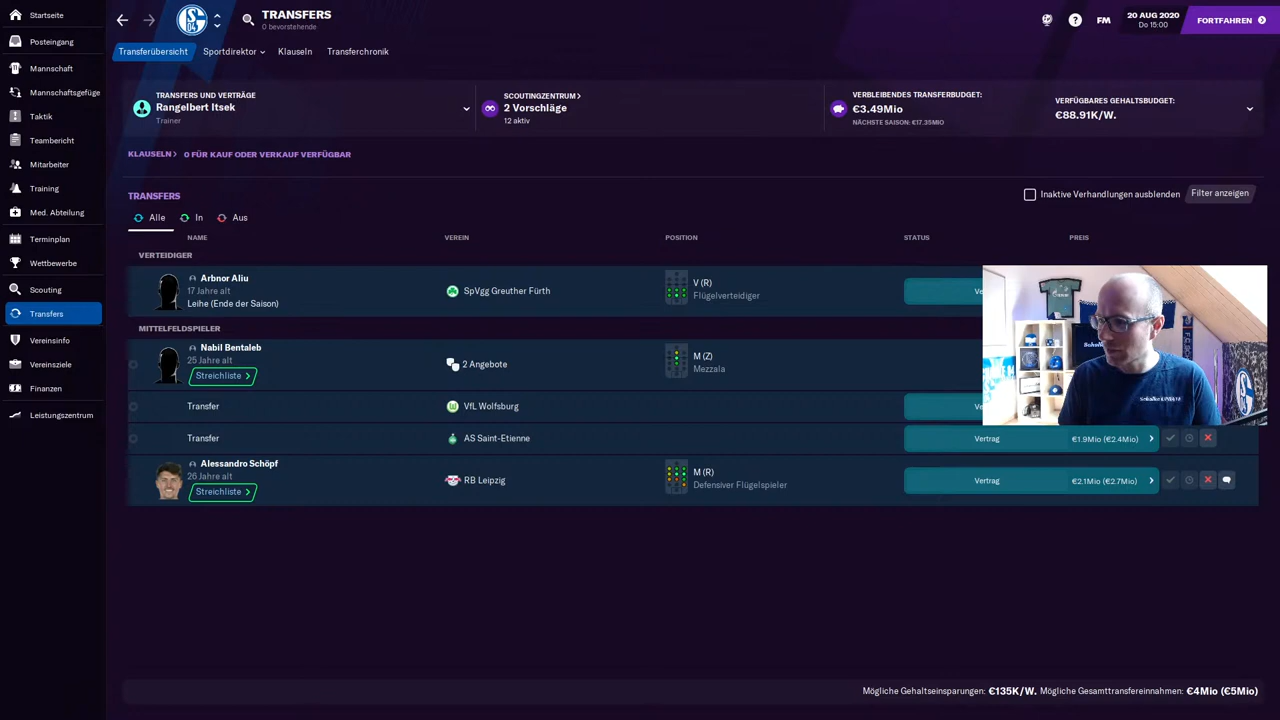 Startseite
Posteingang
Mannschaft
Mannschaftsgefüge
Taktik
Teambericht
Mitarbeiter
Training
Med. Abteilung
Terminplan
Wettbewerbe
Scouting
Transfers
Vereinsinfo
Vereinsziele
Finanzen
Leistungszentrum
TRANSFERS
0 bevorstehende
FM
20 AUG 2020
Do 15:00
FORTFAHREN
Transferübersicht Sportdirektor Klauseln Transferchronik
TRANSFERS UND VERTRÄGE
Rangelbert Itsek
Trainer
SCOUTINGZENTRUM
2 Vorschläge
12 aktiv
VERBLEIBENDES TRANSFERBUDGET:
€3.49Mio
NÄCHSTE SAISON: €17.35MIO
VERFÜGBARES GEHALTSBUDGET:
€88.91K/W.
KLAUSELN 0 FÜR KAUF ODER VERKAUF VERFÜGBAR
TRANSFERS
Inaktive Verhandlungen ausblenden Filter anzeigen
Alle In Aus
NAME VEREIN POSITION STATUS PREIS
VERTEIDIGER
Arbnor Aliu
17 Jahre alt
Leihe (Ende der Saison)
SpVgg Greuther Fürth
V (R)
Flügelverteidiger
Ve
MITTELFELDSPIELER
Nabil Bentaleb
25 Jahre alt
Streichliste
2 Angebote
M (Z)
Mezzala
Transfer VfL Wolfsburg Ve
Transfer AS Saint-Etienne Vertrag €1.9Mio (€2.4Mio)
Alessandro Schöpf
26 Jahre alt
Streichliste
RB Leipzig
M (R)
Defensiver Flügelspieler
Vertrag €2.1Mio (€2.7Mio)
Schalke UPDATE
Mögliche Gehaltseinsparungen: €135K/W. Mögliche Gesamttransfereinnahmen: €4Mio (€5Mio)